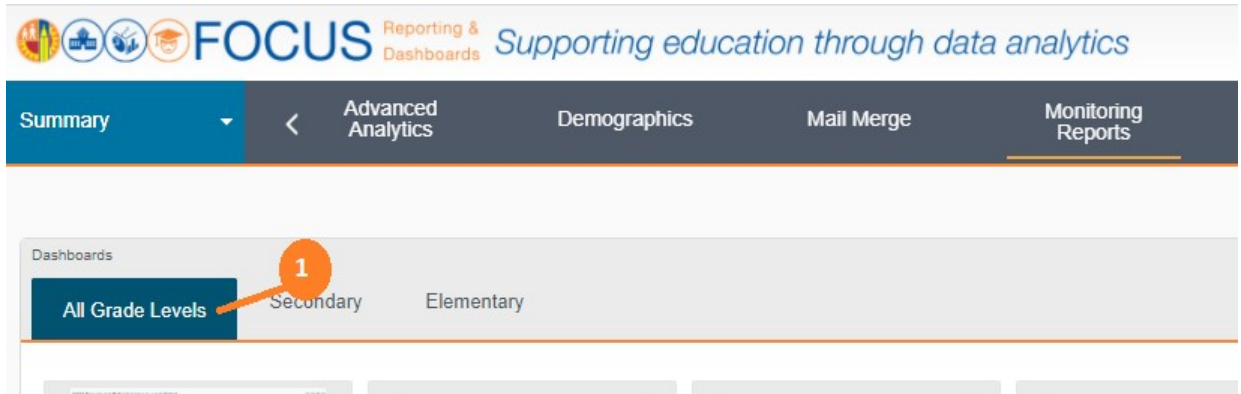 FOCUS Reporting & Dashboards Supporting education through data analytics
Summary
Advanced Analytics
Demographics
Mail Merge
Monitoring Reports
Dashboards
1
All Grade Levels
Secondary
Elementary